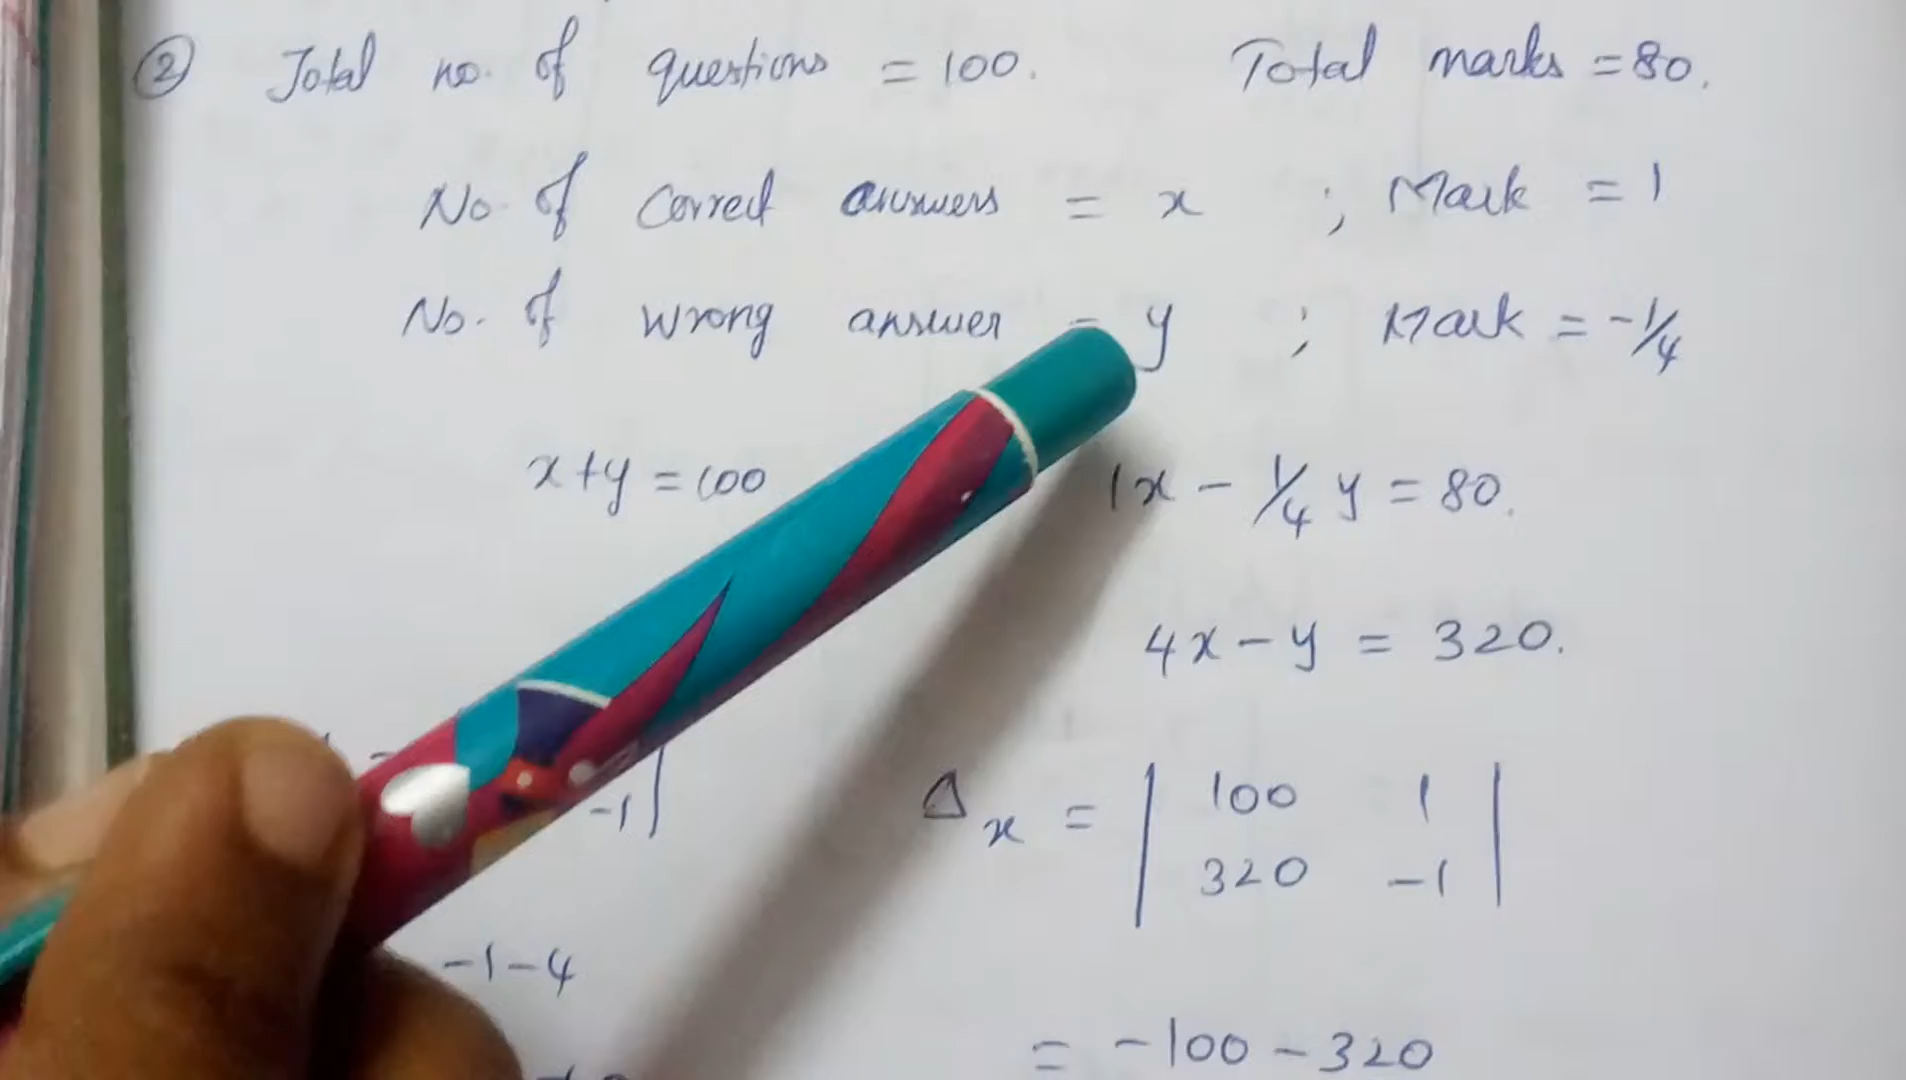 ② Total no. of questions = 100. Total marks = 80.
No. of correct answers = x ; Mark = 1
No. of wrong answer = y ; Mark = -1/4
x+y = 100 1x - 1/4 y = 80.
4x - y = 320.
-1 |
Δx = | 100 1 |
| 320 -1 |
-1-4
= -100 - 320